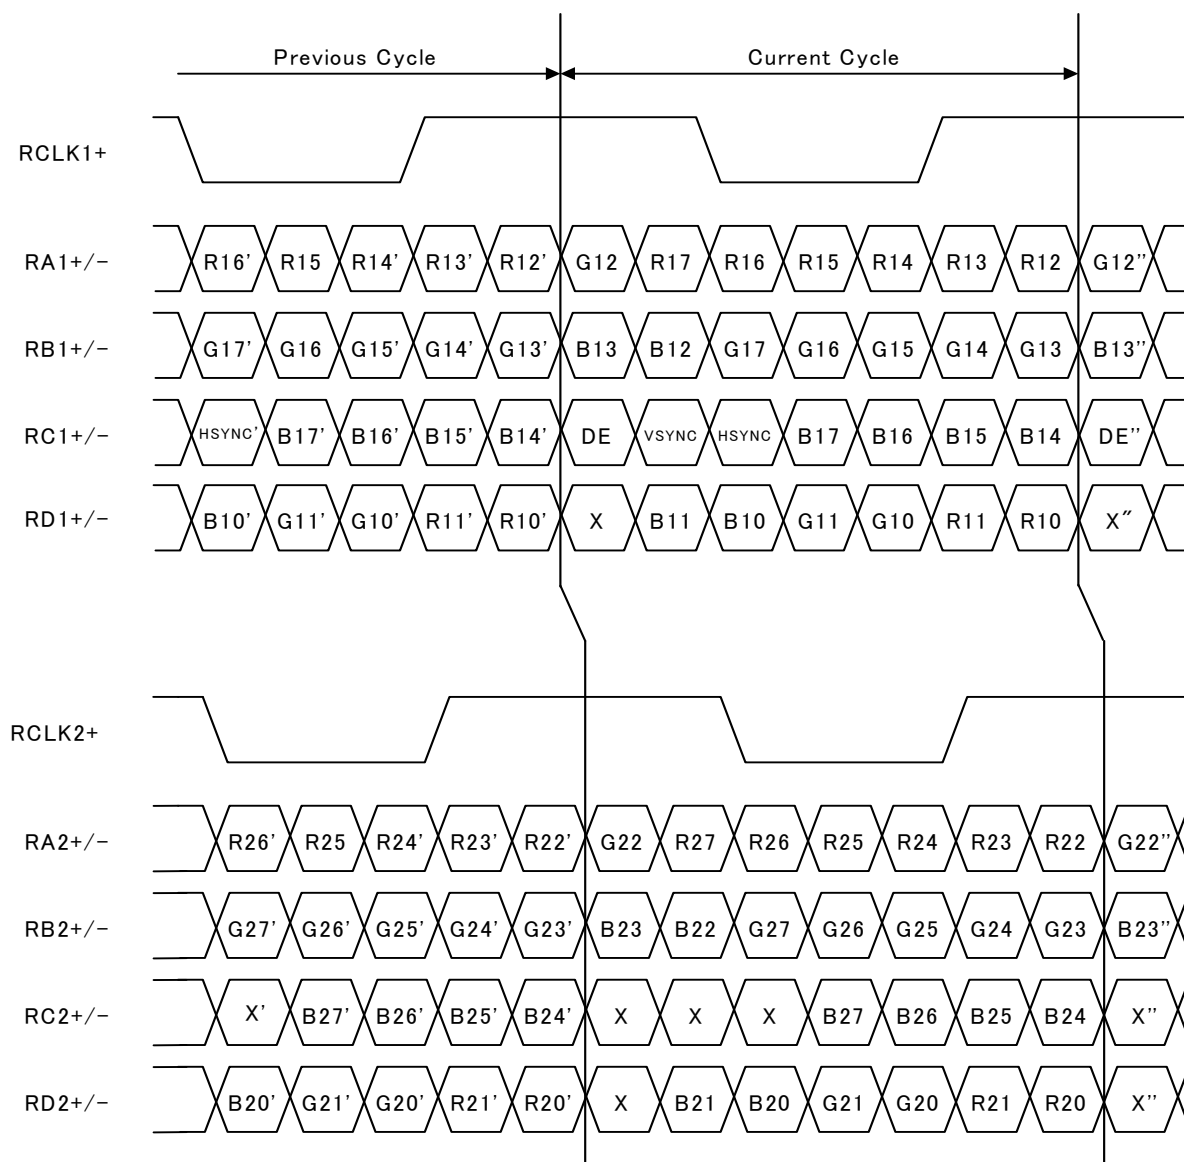 Previous Cycle Current Cycle
RCLK1+
RA1+/- R16' R15 R14' R13' R12' G12 R17 R16 R15 R14 R13 R12 G12''
RB1+/- G17' G16 G15' G14' G13' B13 B12 G17 G16 G15 G14 G13 B13''
RC1+/- HSYNC' B17' B16' B15' B14' DE VSYNC HSYNC B17 B16 B15 B14 DE''
RD1+/- B10' G11' G10' R11' R10' X B11 B10 G11 G10 R11 R10 X″
RCLK2+
RA2+/- R26' R25 R24' R23' R22' G22 R27 R26 R25 R24 R23 R22 G22''
RB2+/- G27' G26' G25' G24' G23' B23 B22 G27 G26 G25 G24 G23 B23''
RC2+/- X' B27' B26' B25' B24' X X X B27 B26 B25 B24 X''
RD2+/- B20' G21' G20' R21' R20' X B21 B20 G21 G20 R21 R20 X''